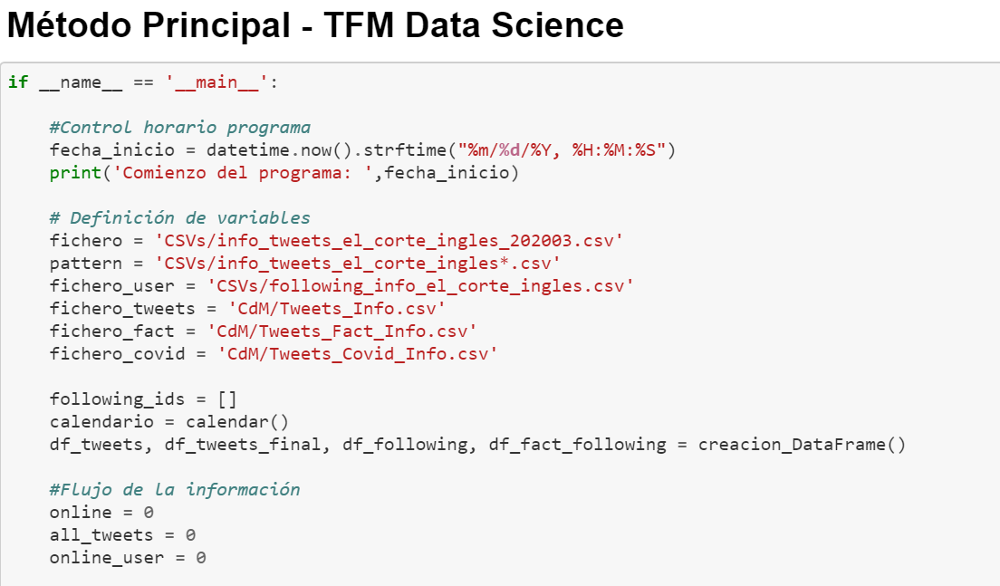 Método Principal - TFM Data Science
if __name__ == '__main__':
#Control horario programa
fecha_inicio = datetime.now().strftime("%m/%d/%Y, %H:%M:%S")
print('Comienzo del programa: ',fecha_inicio)
# Definición de variables
fichero = 'CSVs/info_tweets_el_corte_ingles_202003.csv'
pattern = 'CSVs/info_tweets_el_corte_ingles*.csv'
fichero_user = 'CSVs/following_info_el_corte_ingles.csv'
fichero_tweets = 'CdM/Tweets_Info.csv'
fichero_fact = 'CdM/Tweets_Fact_Info.csv'
fichero_covid = 'CdM/Tweets_Covid_Info.csv'
following_ids = []
calendario = calendar()
df_tweets, df_tweets_final, df_following, df_fact_following = creacion_DataFrame()
#Flujo de la información
online = 0
all_tweets = 0
online_user = 0